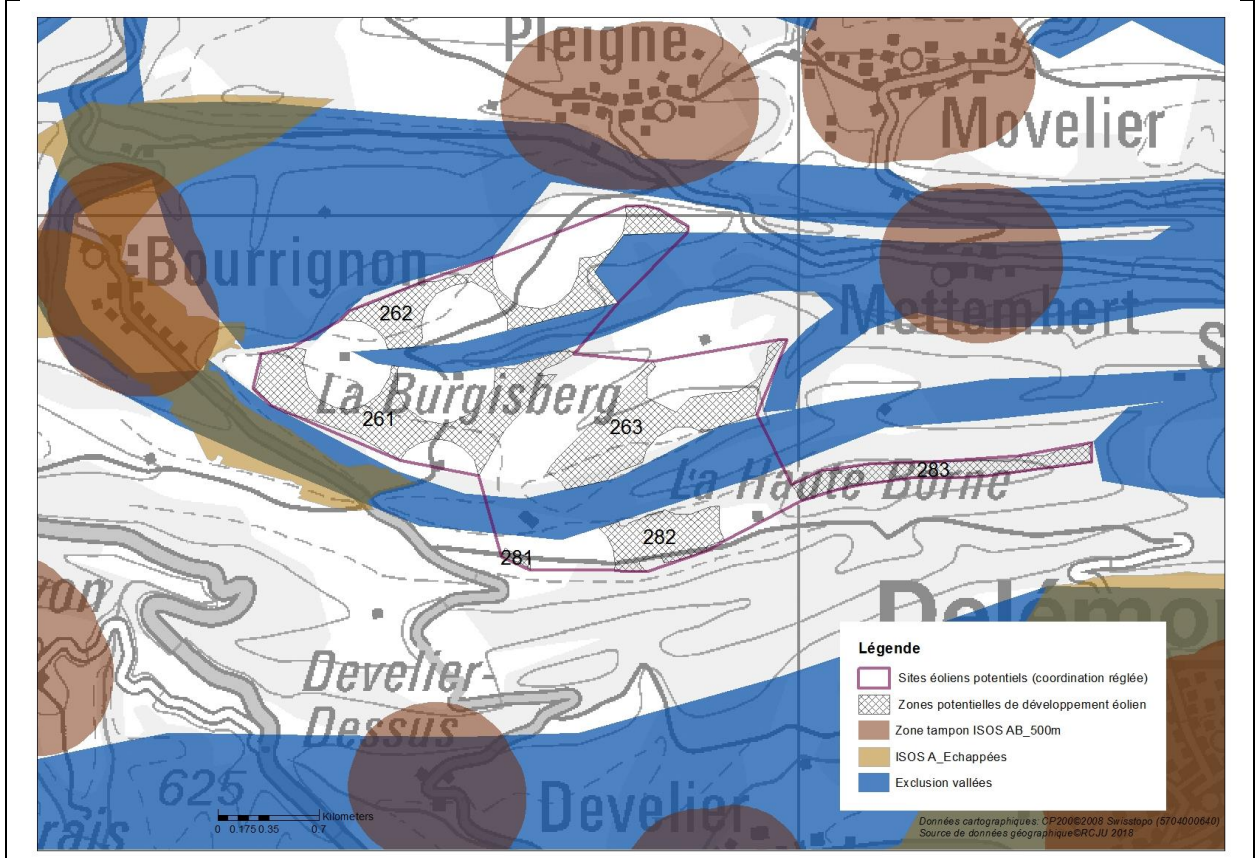 Pleigne
Movelier
Bourrignon
Mettembert
S
262
La Burgisberg
261
263
La Haute Borne
283
282
281
Delémo
Develier-
Dessus
Develier
625
rais
Kilometers
0 0.175 0.35 0.7
Légende
Sites éoliens potentiels (coordination réglée)
Zones potentielles de développement éolien
Zone tampon ISOS AB_500m
ISOS A_Echappées
Exclusion vallées
Données cartographiques: CP200©2008 Swisstopo (5704000640)
Source de données géographique©RCJU 2018